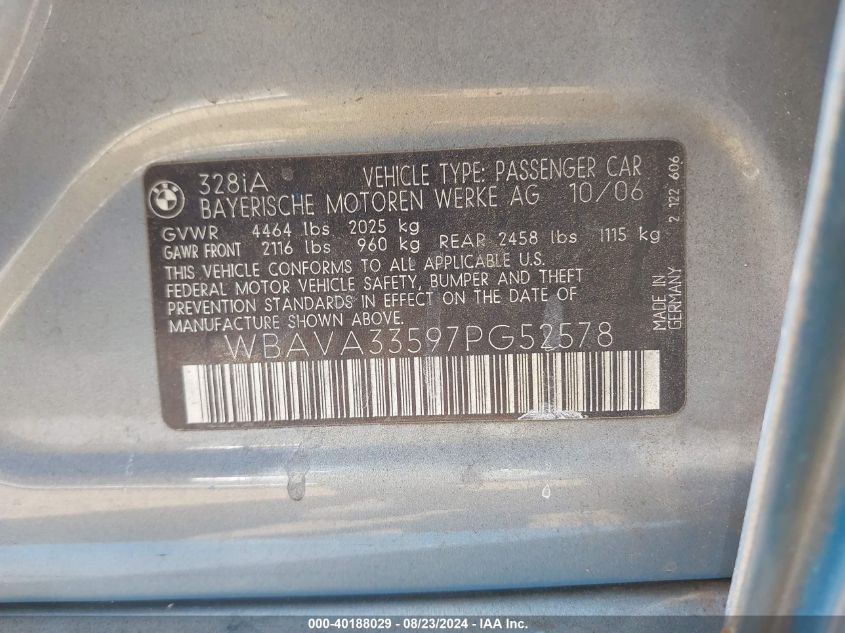 BMW
328iA VEHICLE TYPE: PASSENGER CAR
BAYERISCHE MOTOREN WERKE AG 10/06
GVWR 4464 lbs 2025 kg
GAWR FRONT 2116 lbs 960 kg REAR 2458 lbs 1115 kg
THIS VEHICLE CONFORMS TO ALL APPLICABLE U.S.
FEDERAL MOTOR VEHICLE SAFETY, BUMPER AND THEFT
PREVENTION STANDARDS IN EFFECT ON THE DATE OF
MANUFACTURE SHOWN ABOVE.
WBAVA33597PG52578
2 122 606
MADE IN
GERMANY
000-40188029 - 08/23/2024 - IAA Inc.